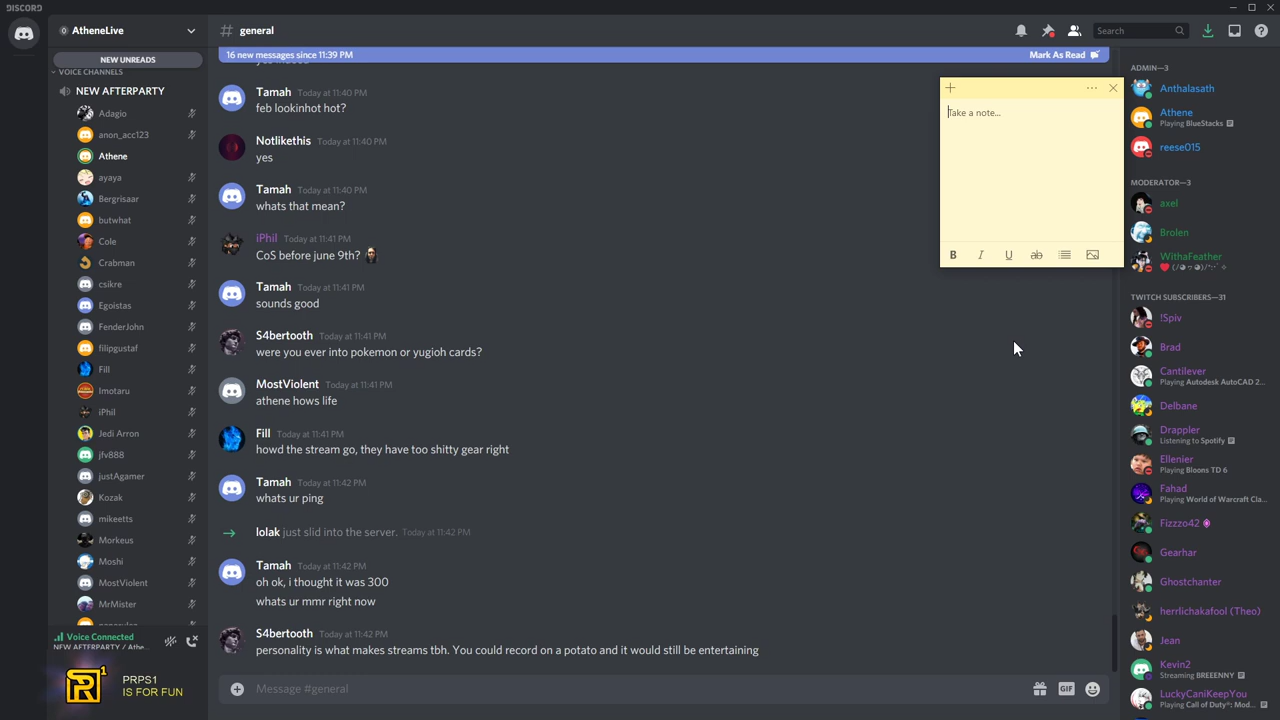 DISCORD
AtheneLive
NEW UNREADS
VOICE CHANNELS
NEW AFTERPARTY
Adagio
anon_acc123
Athene
ayaya
Bergrisaar
butwhat
Cole
Crabman
csikre
Egoistas
FenderJohn
filipgustaf
Fill
Imotaru
iPhil
Jedi Arron
jfv888
justAgamer
Kozak
mikeetts
Morkeus
Moshi
MostViolent
MrMister
Voice Connected
NEW AFTERPARTY / Athe...
R1
PRPS1
IS FOR FUN
# general
Search
16 new messages since 11:39 PM
Mark As Read
Tamah Today at 11:40 PM
feb lookinhot hot?
Notlikethis Today at 11:40 PM
yes
Tamah Today at 11:40 PM
whats that mean?
iPhil Today at 11:41 PM
CoS before june 9th?
Tamah Today at 11:41 PM
sounds good
S4bertooth Today at 11:41 PM
were you ever into pokemon or yugioh cards?
MostViolent Today at 11:41 PM
athene hows life
Fill Today at 11:41 PM
howd the stream go, they have too shitty gear right
Tamah Today at 11:42 PM
whats ur ping
lolak just slid into the server. Today at 11:42 PM
Tamah Today at 11:42 PM
oh ok, i thought it was 300
whats ur mmr right now
S4bertooth Today at 11:42 PM
personality is what makes streams tbh. You could record on a potato and it would still be entertaining
Message #general
GIF
Take a note...
B I U ab
ADMIN—3
Anthalasath
Athene
Playing BlueStacks
reese015
MODERATOR—3
axel
Brolen
WithaFeather
TWITCH SUBSCRIBERS—31
!Spiv
Brad
Cantilever
Playing Autodesk AutoCAD 2...
Delbane
Drappler
Listening to Spotify
Ellenier
Playing Bloons TD 6
Fahad
Playing World of Warcraft Cla...
Fizzzo42
Gearhar
Ghostchanter
herrlichakafool (Theo)
Jean
Kevin2
Streaming BREEENNY
LuckyCaniKeepYou
Playing Call of Duty®: Mod...